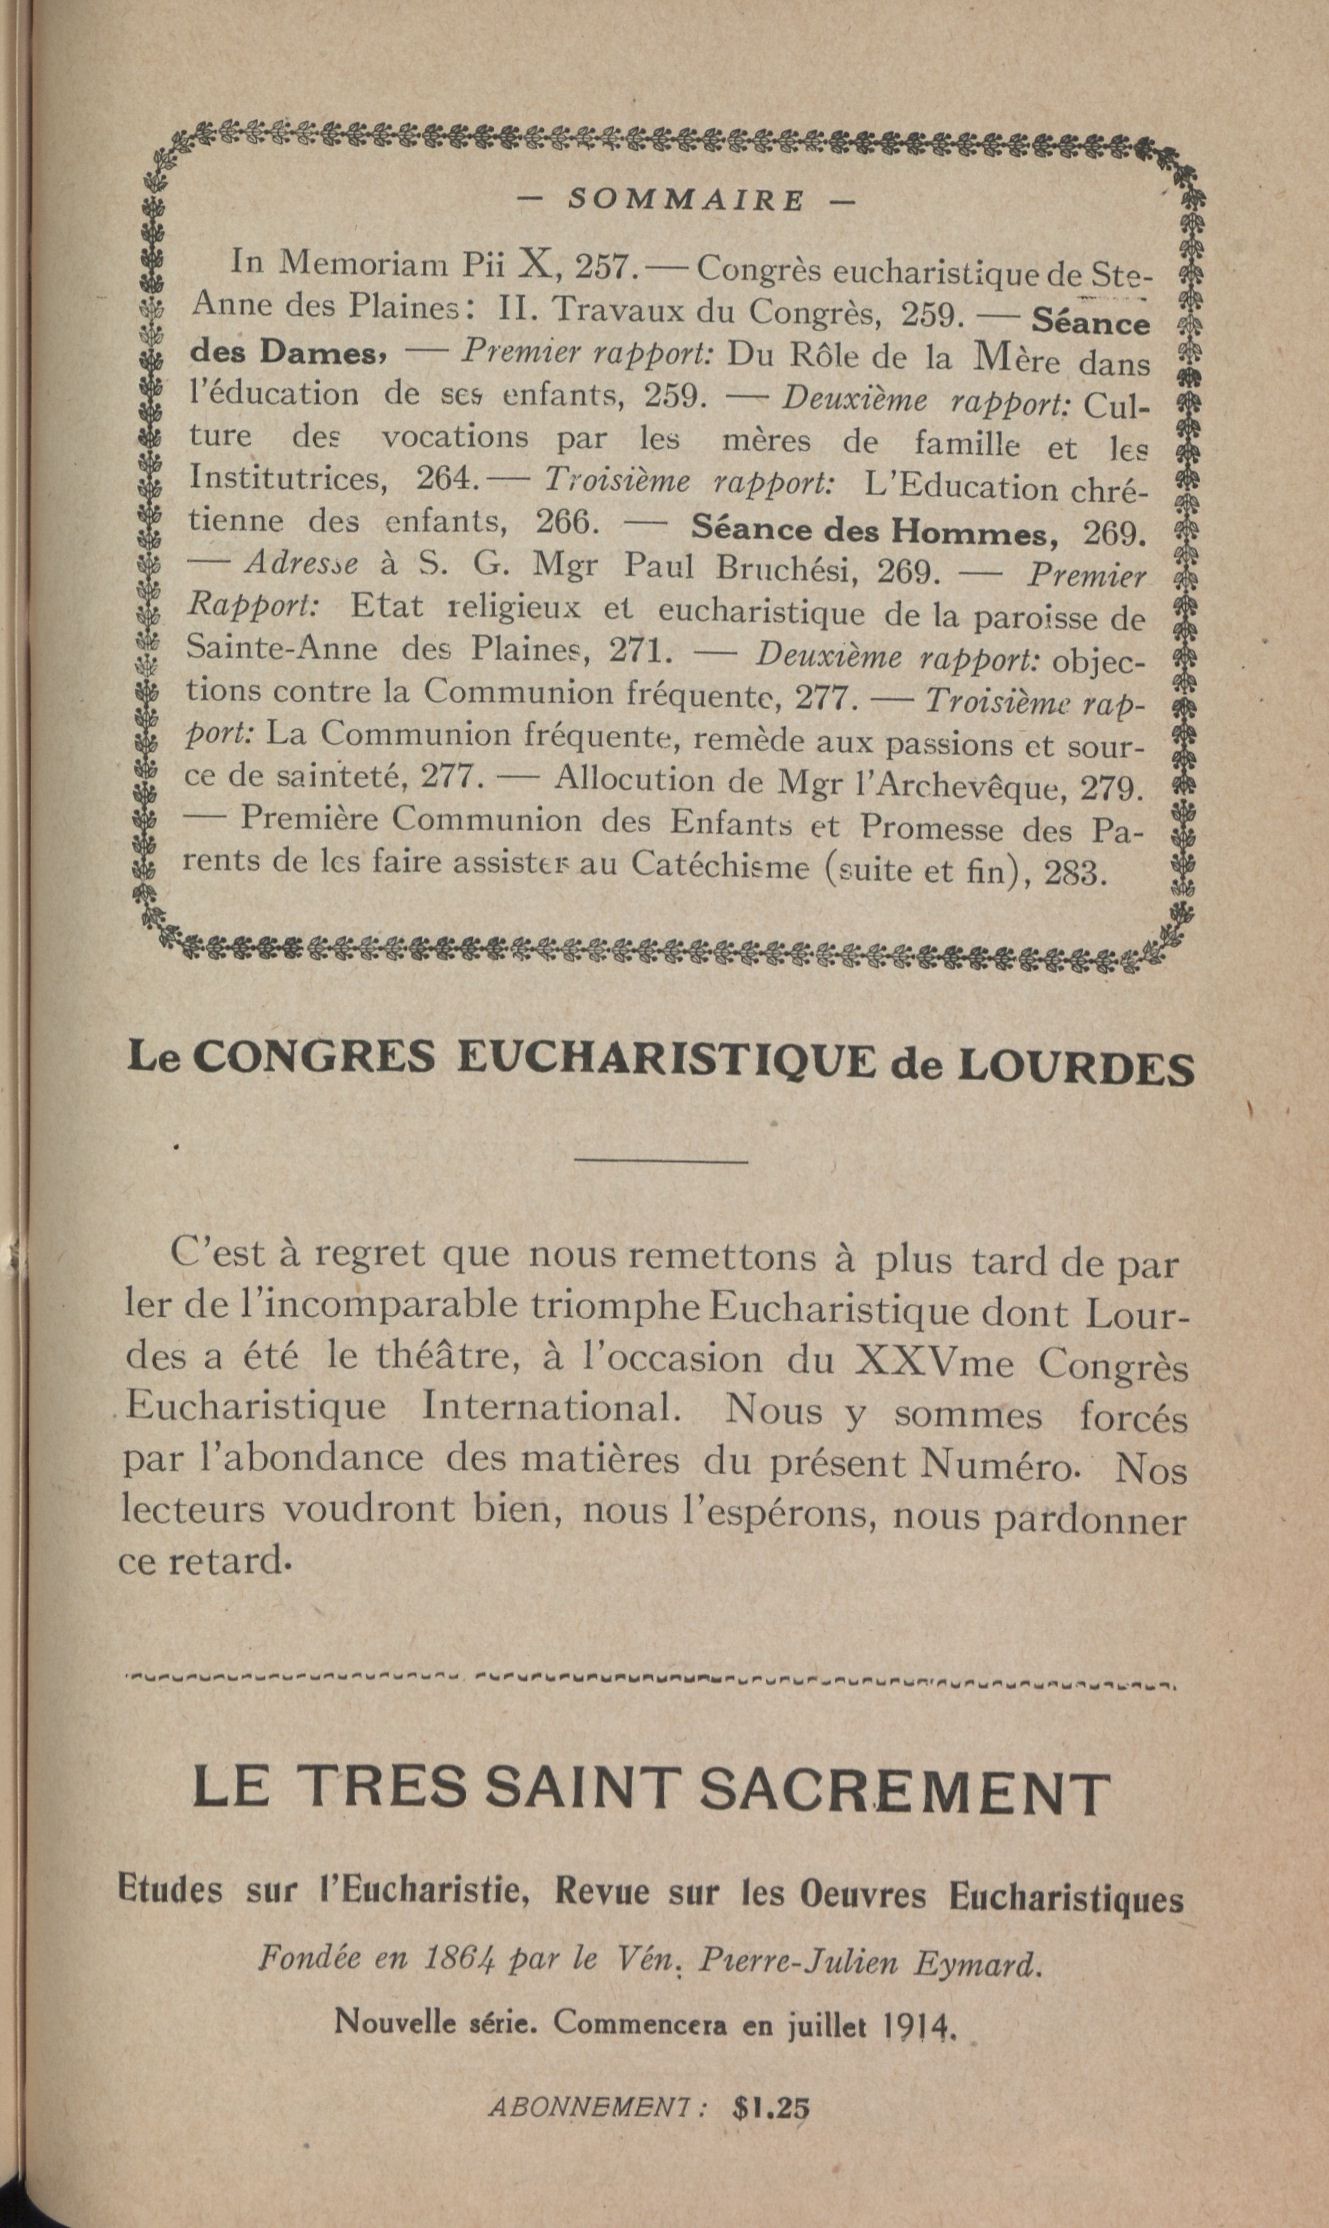 — SOMMAIRE —
In Memoriam Pii X, 257. — Congrès eucharistique de Ste-
Anne des Plaines: II. Travaux du Congrès, 259. — Séance
des Dames, — Premier rapport: Du Rôle de la Mère dans
l'éducation de ses enfants, 259. — Deuxième rapport: Cul-
ture des vocations par les mères de famille et les
Institutrices, 264. — Troisième rapport: L'Education chré-
tienne des enfants, 266. — Séance des Hommes, 269.
— Adresse à S. G. Mgr Paul Bruchési, 269. — Premier
Rapport: Etat religieux et eucharistique de la paroisse de
Sainte-Anne des Plaines, 271. — Deuxième rapport: objec-
tions contre la Communion fréquente, 277. — Troisième rap-
port: La Communion fréquente, remède aux passions et sour-
ce de sainteté, 277. — Allocution de Mgr l'Archevêque, 279.
— Première Communion des Enfants et Promesse des Pa-
rents de les faire assister au Catéchisme (suite et fin), 283.
Le CONGRES EUCHARISTIQUE de LOURDES
C'est à regret que nous remettons à plus tard de par
ler de l'incomparable triomphe Eucharistique dont Lour-
des a été le théâtre, à l'occasion du XXVme Congrès
Eucharistique International. Nous y sommes forcés
par l'abondance des matières du présent Numéro. Nos
lecteurs voudront bien, nous l'espérons, nous pardonner
ce retard.
LE TRES SAINT SACREMENT
Etudes sur l'Eucharistie, Revue sur les Oeuvres Eucharistiques
Fondée en 1864 par le Vén. Pierre-Julien Eymard.
Nouvelle série. Commencera en juillet 1914.
ABONNEMENT: $1.25